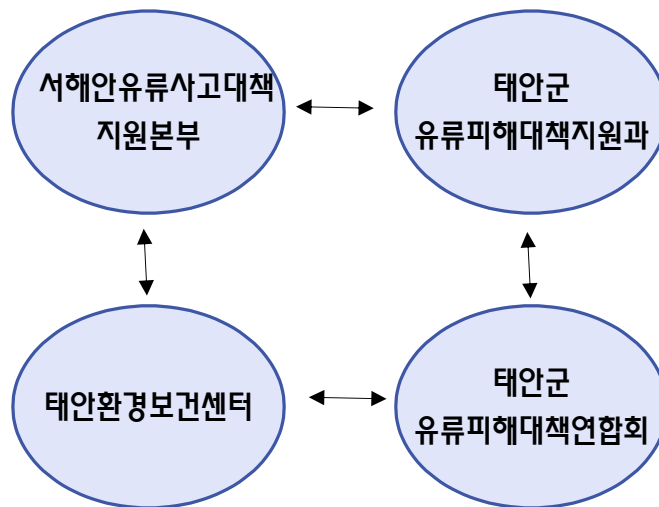 서해안유류사고대책
지원본부
태안군
유류피해대책지원과
태안환경보건센터
태안군
유류피해대책연합회